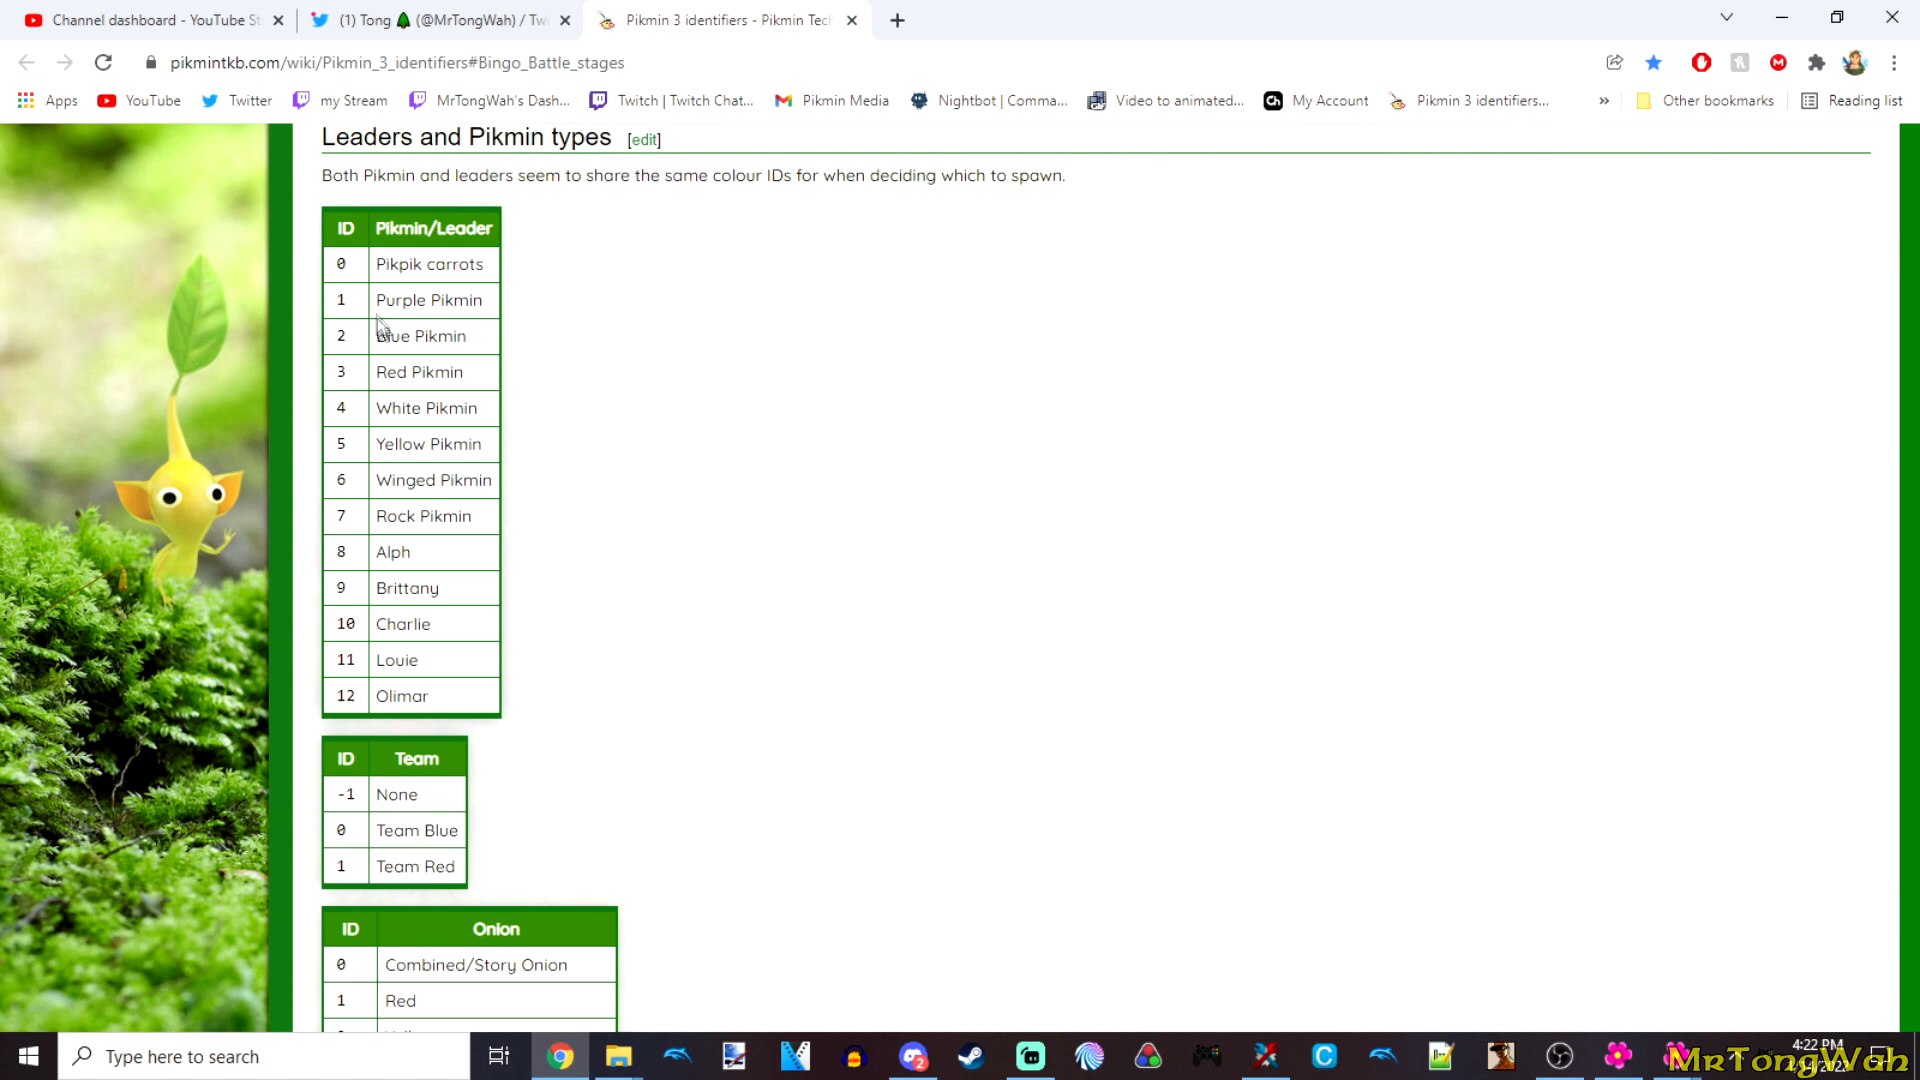 Channel dashboard - YouTube St
(1) Tong (@MrTongWah) / Tw
Pikmin 3 identifiers - Pikmin Tech
pikmintkb.com/wiki/Pikmin_3_identifiers#Bingo_Battle_stages
Apps
YouTube
Twitter
my Stream
MrTongWah's Dash...
Twitch | Twitch Chat...
Pikmin Media
Nightbot | Comma...
Video to animated...
My Account
Pikmin 3 identifiers...
»
Other bookmarks
Reading list
Leaders and Pikmin types [edit]
Both Pikmin and leaders seem to share the same colour IDs for when deciding which to spawn.
ID Pikmin/Leader
0 Pikpik carrots
1 Purple Pikmin
2 Blue Pikmin
3 Red Pikmin
4 White Pikmin
5 Yellow Pikmin
6 Winged Pikmin
7 Rock Pikmin
8 Alph
9 Brittany
10 Charlie
11 Louie
12 Olimar
ID Team
-1 None
0 Team Blue
1 Team Red
ID Onion
0 Combined/Story Onion
1 Red
Type here to search
4:22 PM
MrTongWah